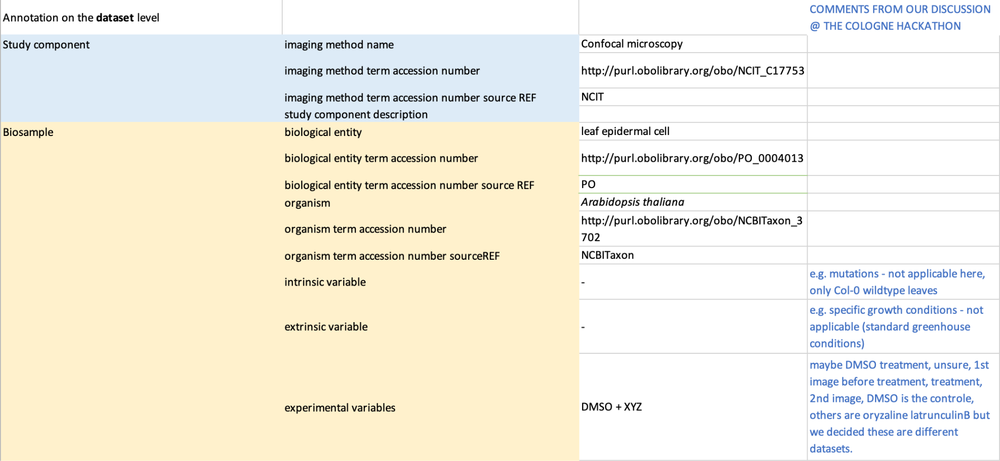 Annotation on the dataset level
COMMENTS FROM OUR DISCUSSION
@ THE COLOGNE HACKATHON
Study component
imaging method name
Confocal microscopy
imaging method term accession number
http://purl.obolibrary.org/obo/NCIT_C17753
imaging method term accession number source REF
NCIT
study component description
Biosample
biological entity
leaf epidermal cell
biological entity term accession number
http://purl.obolibrary.org/obo/PO_0004013
biological entity term accession number source REF
PO
organism
Arabidopsis thaliana
organism term accession number
http://purl.obolibrary.org/obo/NCBITaxon_3
702
organism term accession number sourceREF
NCBITaxon
intrinsic variable
-
e.g. mutations - not applicable here,
only Col-0 wildtype leaves
extrinsic variable
-
e.g. specific growth conditions - not
applicable (standard greenhouse
conditions)
experimental variables
DMSO + XYZ
maybe DMSO treatment, unsure, 1st
image before treatment, treatment,
2nd image, DMSO is the controle,
others are oryzaline latrunculinB but
we decided these are different
datasets.